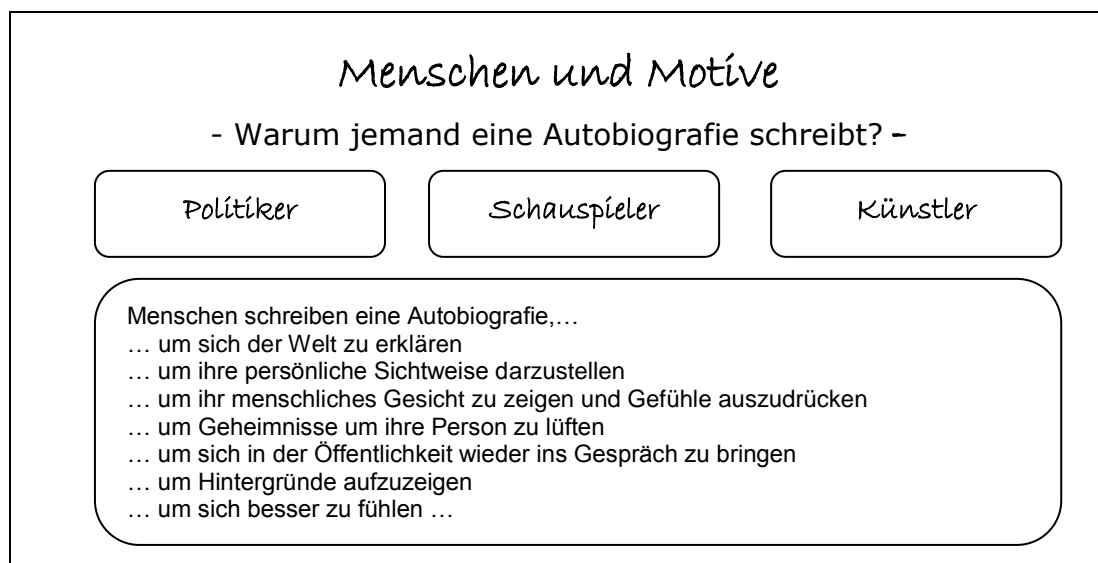 Menschen und Motive
- Warum jemand eine Autobiografie schreibt? -
Politiker
Schauspieler
Künstler
Menschen schreiben eine Autobiografie,…
… um sich der Welt zu erklären
… um ihre persönliche Sichtweise darzustellen
… um ihr menschliches Gesicht zu zeigen und Gefühle auszudrücken
… um Geheimnisse um ihre Person zu lüften
… um sich in der Öffentlichkeit wieder ins Gespräch zu bringen
… um Hintergründe aufzuzeigen
… um sich besser zu fühlen …